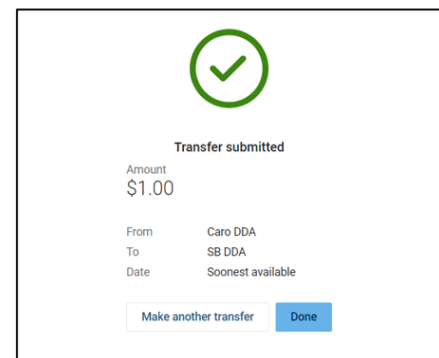 Transfer submitted
Amount
$1.00
From Caro DDA
To SB DDA
Date Soonest available
Make another transfer Done